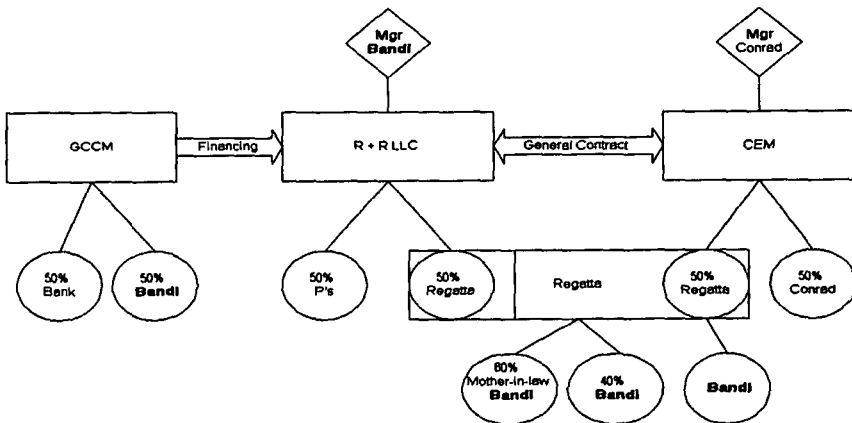 Mgr
Bandi
Mgr
Conrad
GCCM
Financing
R + R LLC
General Contract
CEM
50%
Bank
50%
Bandi
50%
P's
50%
Regatta
Regatta
50%
Regatta
50%
Conrad
60%
Mother-in-law
Bandi
40%
Bandi
Bandi